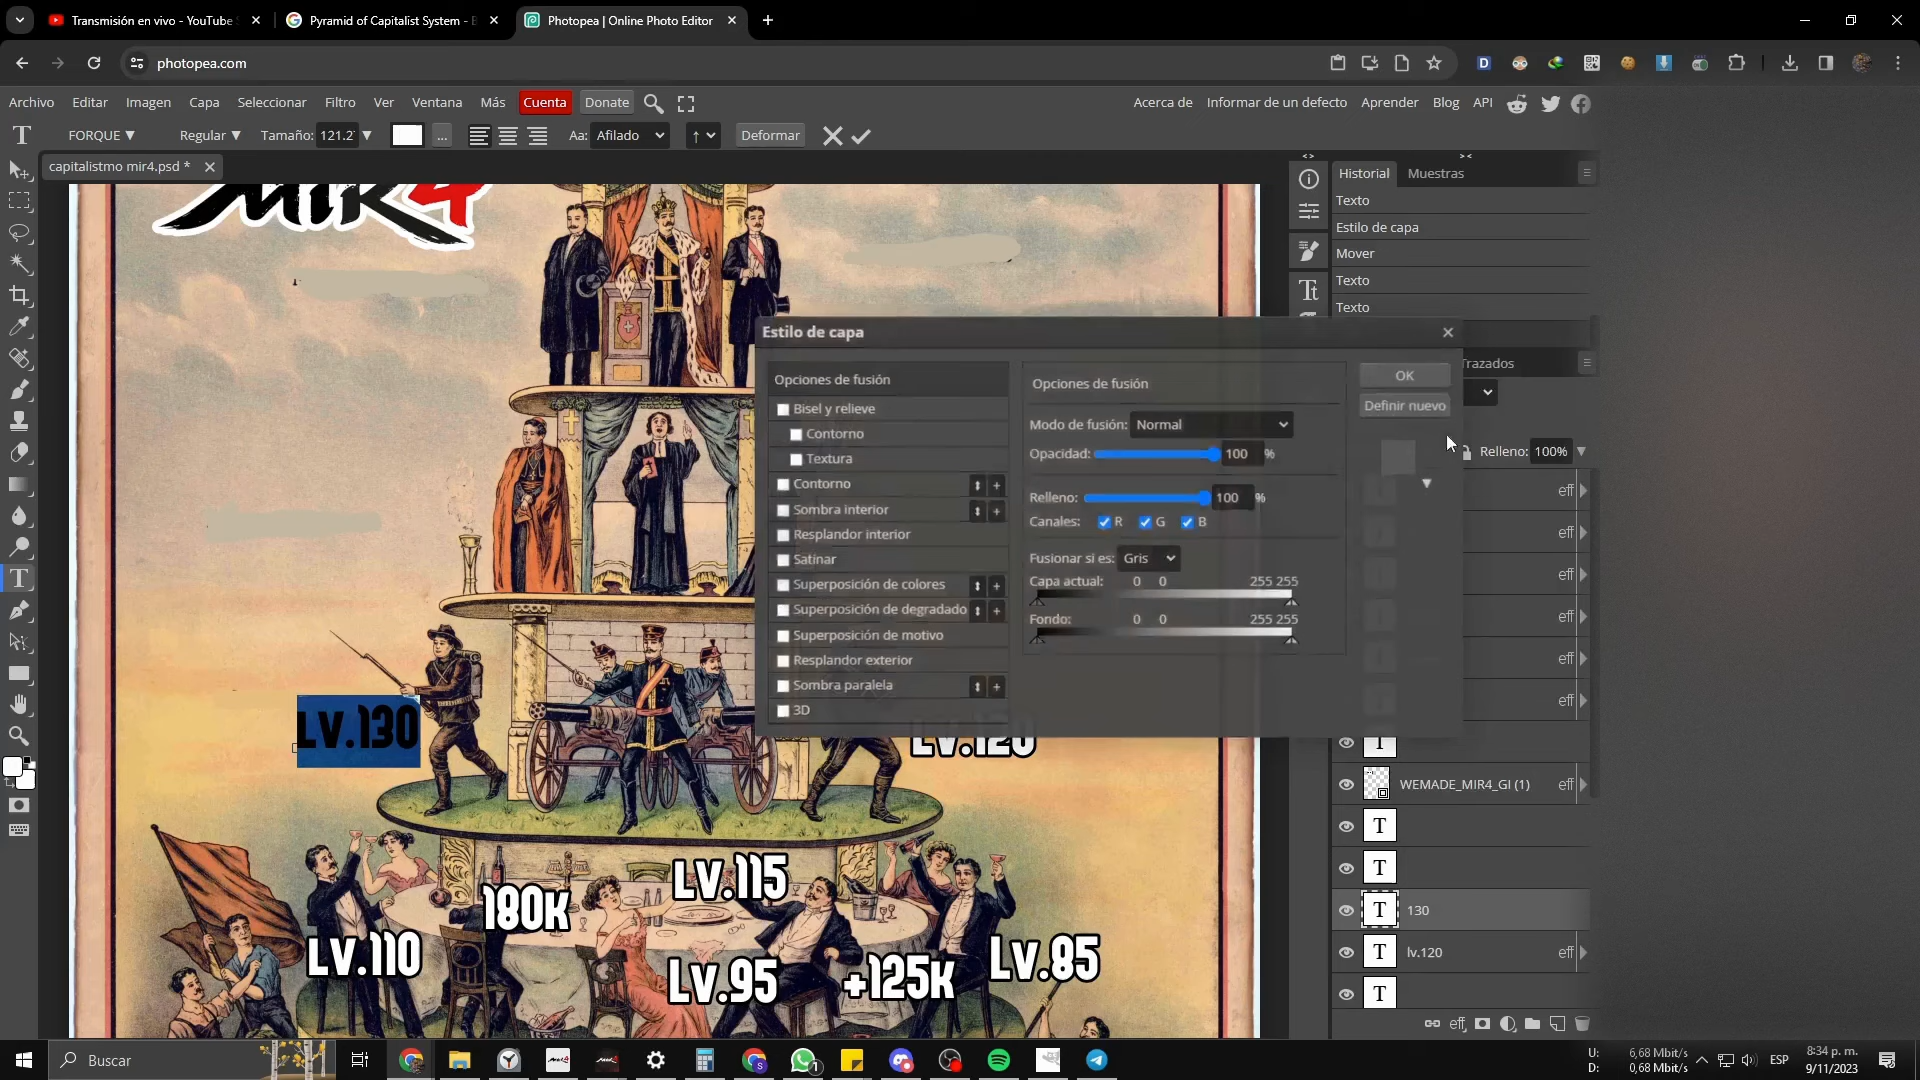 Transmisión en vivo - YouTube
Pyramid of Capitalist System -
Photopea | Online Photo Editor
photopea.com
Archivo Editar Imagen Capa Seleccionar Filtro Ver Ventana Más Cuenta Donate
Acerca de Informar de un defecto Aprender Blog API
FORQUE Regular Tamaño: 121.2 ... Aa: Afilado Deformar
capitalistmo mir4.psd *
Historial Muestras
Texto
Estilo de capa
Mover
Texto
Texto
Trazados
Relleno: 100%
MIR4
Estilo de capa
Opciones de fusión
Bisel y relieve
Contorno
Textura
Contorno
Sombra interior
Resplandor interior
Satinar
Superposición de colores
Superposición de degradado
Superposición de motivo
Resplandor exterior
Sombra paralela
3D
Opciones de fusión
Modo de fusión: Normal
Opacidad: 100 %
Relleno: 100 %
Canales: R G B
Fusionar si es: Gris
Capa actual: 0 0 255 255
Fondo: 0 0 255 255
OK
Definir nuevo
eff
eff
eff
eff
eff
eff
WEMADE_MIR4_GI (1) eff
130
lv.120 eff
eff
LV.130
LV.120
LV.115
180K
LV.110
LV.95
+125K
LV.85
Buscar
U: 6,68 Mbit/s
D: 0,68 Mbit/s
ESP
8:34 p. m.
9/11/2023